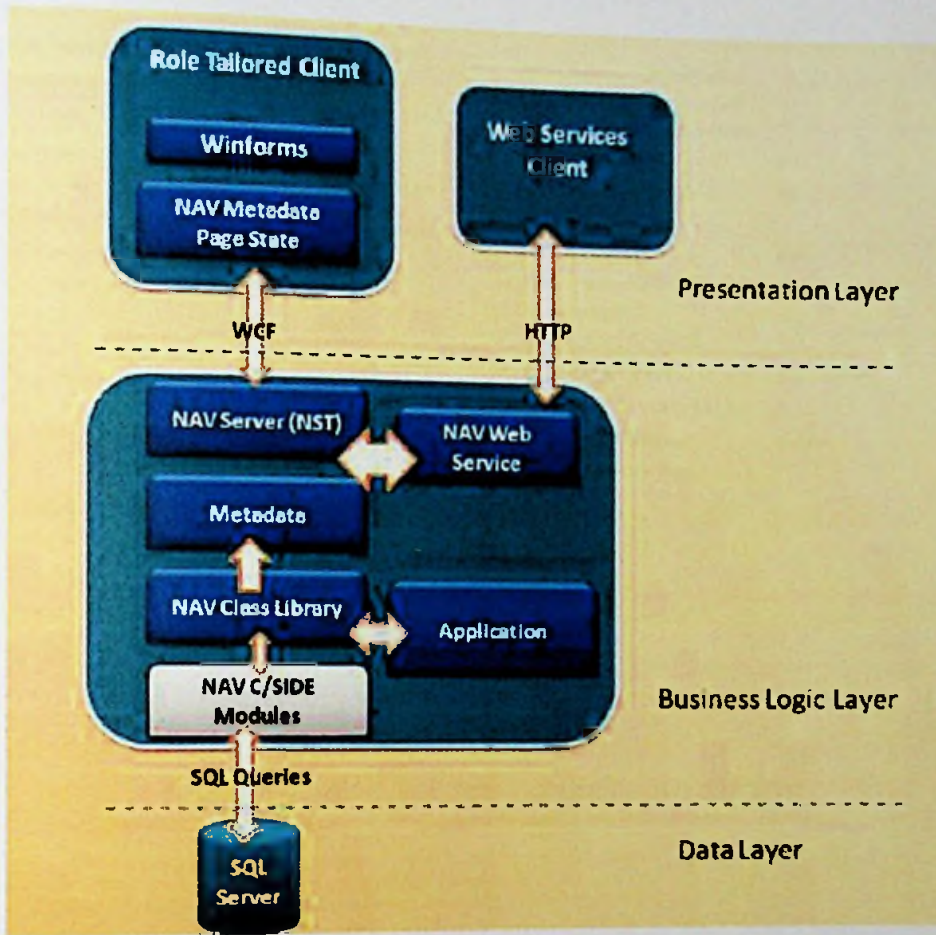 Role Tailored Client
Winforms
NAV Metadata
Page State
Web Services
Client
Presentation Layer
WCF
HTTP
NAV Server (NST)
NAV Web
Service
Metadata
NAV Class Library
Application
NAV C/SIDE
Modules
Business Logic Layer
SQL Queries
Data Layer
SQL
Server